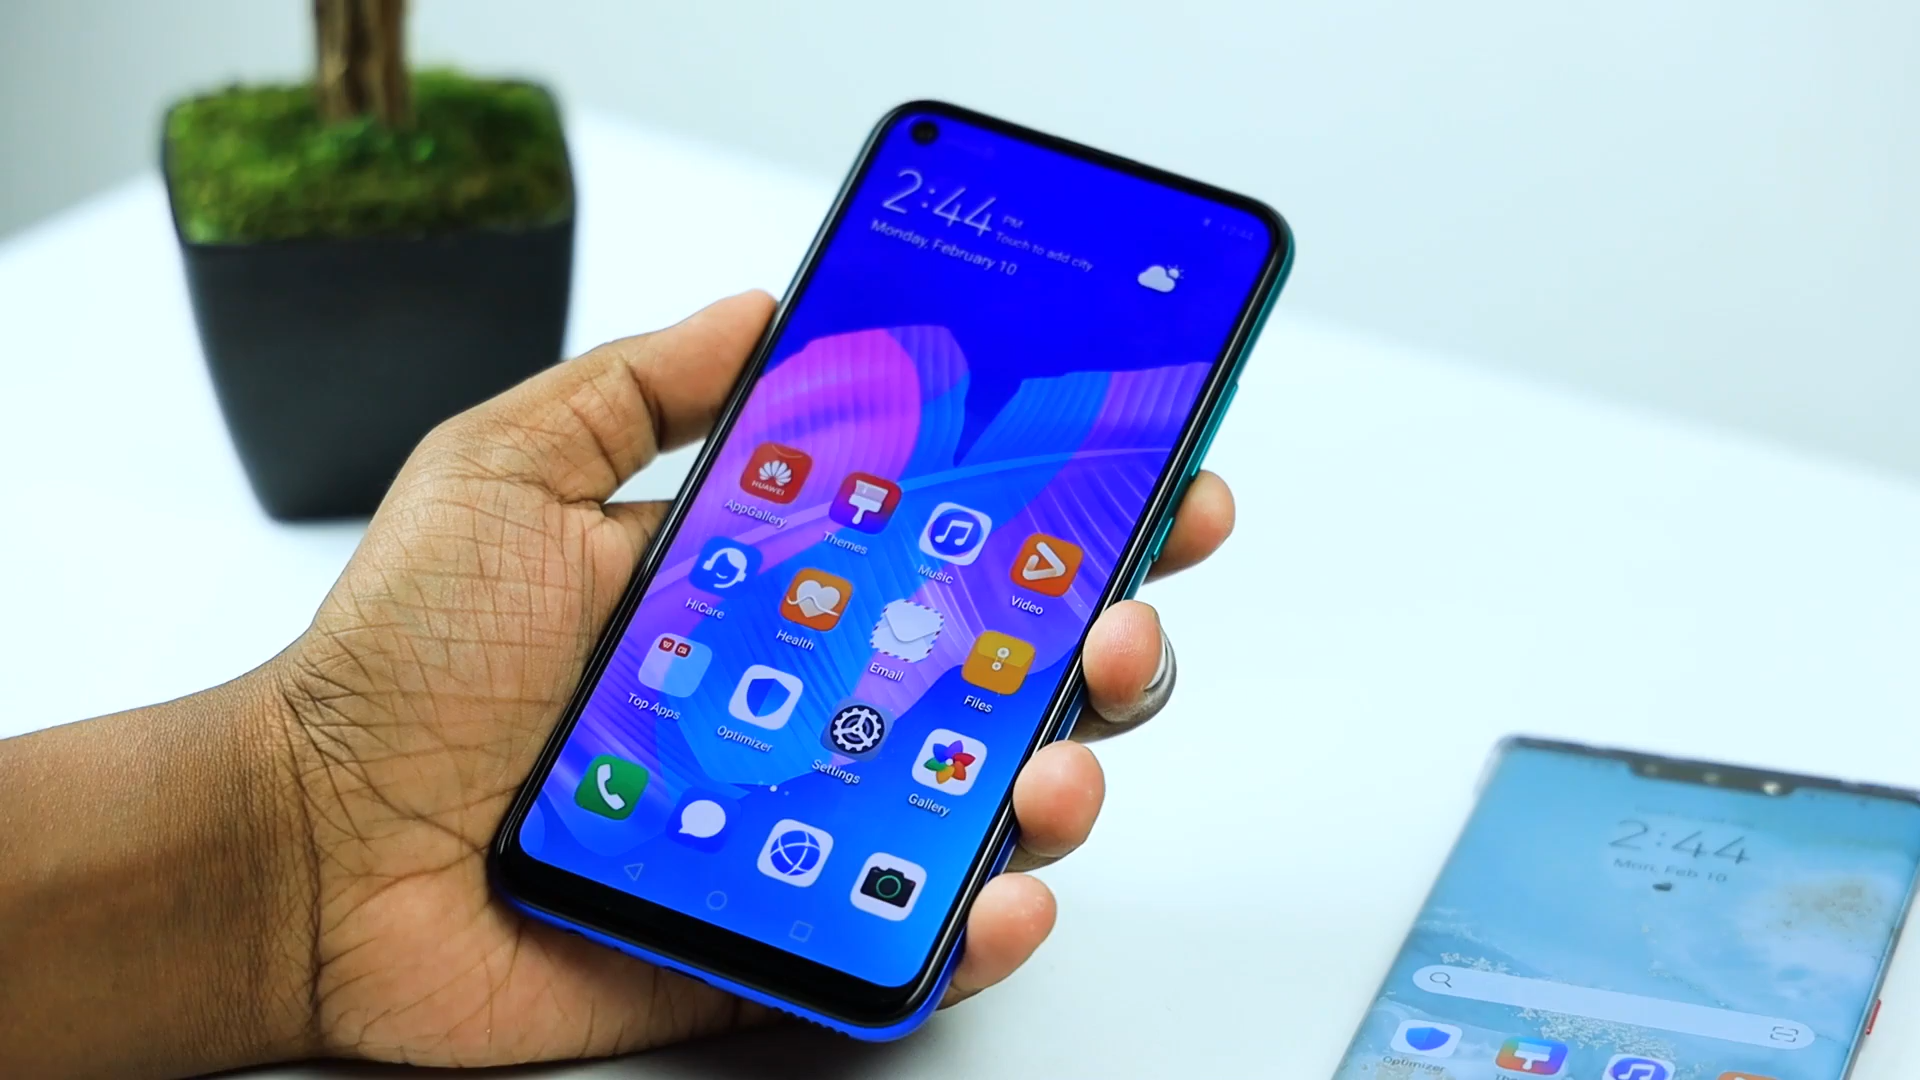 2:44 PM
Touch to add city
Monday, February 10
HUAWEI
AppGallery
Themes
Music
Video
HiCare
Health
Email
Files
Top Apps
Optimizer
Settings
Gallery
2:44
Mon, Feb 10
Optimizer